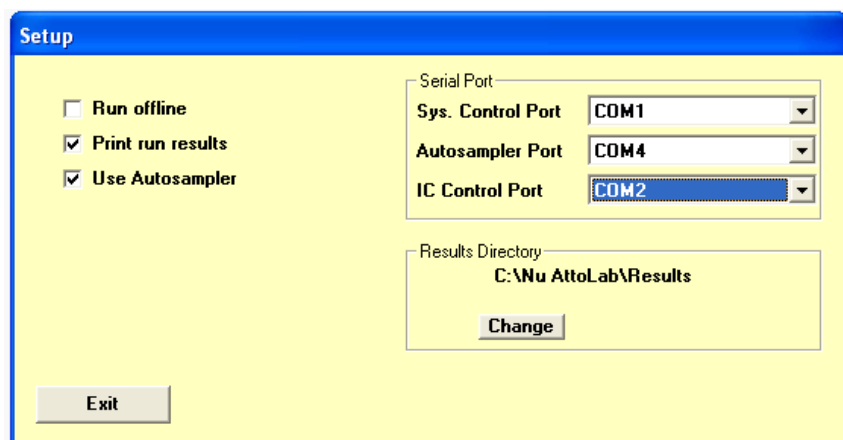 Setup
Run offline
Print run results
Use Autosampler
Serial Port
Sys. Control Port COM1
Autosampler Port COM4
IC Control Port COM2
Results Directory
C:\Nu AttoLab\Results
Change
Exit